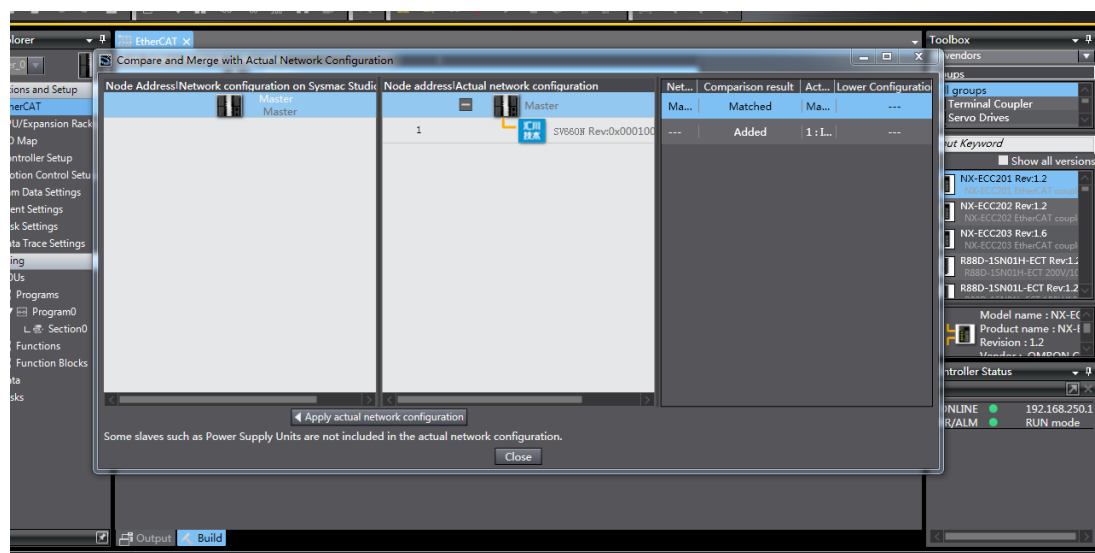 EtherCAT ×
Compare and Merge with Actual Network Configuration
Node Address|Network configuration on Sysmac Studio
Master
Master
Node address|Actual network configuration
Master
1
汇川
技术
SV660N Rev:0x000100
Net...
Comparison result
Act...
Lower Configuratio
Ma...
Matched
Ma...
---
---
Added
1 : I...
---
Apply actual network configuration
Some slaves such as Power Supply Units are not included in the actual network configuration.
Close
Output
Build
plorer
er_0
tions and Setup
herCAT
PU/Expansion Rack
O Map
ontroller Setup
otion Control Setu
m Data Settings
ent Settings
sk Settings
ata Trace Settings
ing
OUs
Programs
Program0
Section0
Functions
Function Blocks
ata
sks
Toolbox
vendors
ups
ll groups
Terminal Coupler
Servo Drives
ut Keyword
Show all versions
NX-ECC201 Rev:1.2
NX-ECC201 EtherCAT coupl
NX-ECC202 Rev:1.2
NX-ECC202 EtherCAT coupl
NX-ECC203 Rev:1.6
NX-ECC203 EtherCAT coupl
R88D-1SN01H-ECT Rev:1.2
R88D-1SN01H-ECT 200V/10
R88D-1SN01L-ECT Rev:1.2
Model name : NX-EC
Product name : NX-E
Revision : 1.2
Vendor : OMRON C
ntroller Status
ONLINE
192.168.250.1
R/ALM
RUN mode